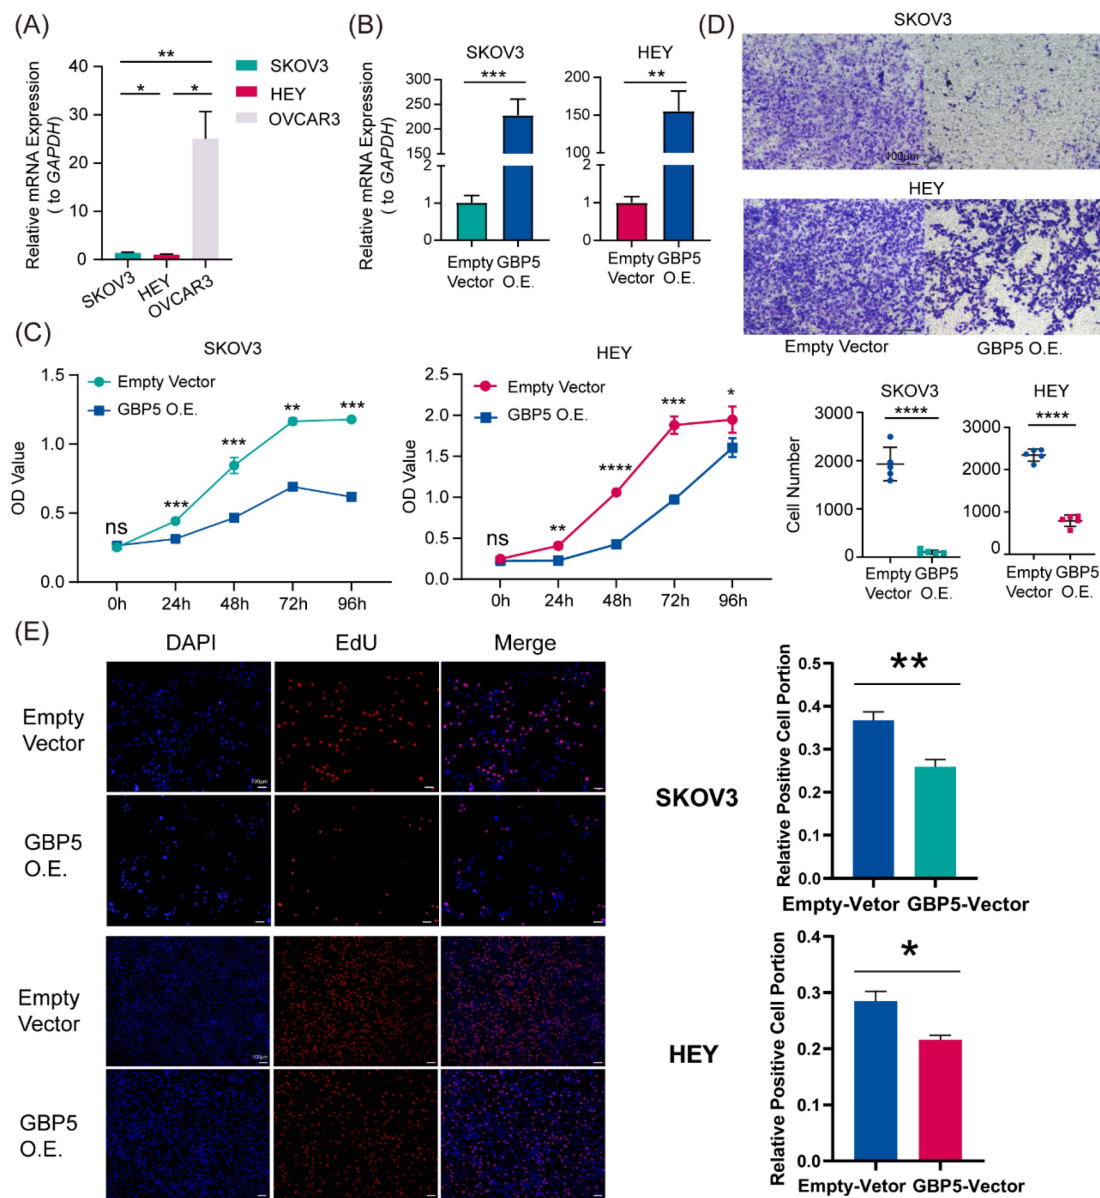 (A)
**
*
*
SKOV3
HEY
OVCAR3
Relative mRNA Expression
( to GAPDH)
40
30
20
10
0
SKOV3
HEY
OVCAR3
(B)
SKOV3
***
Relative mRNA Expression
( to GAPDH)
300
250
200
150
100
2
1
0
Empty GBP5
Vector O.E.
HEY
**
200
150
100
2
1
0
Empty GBP5
Vector O.E.
(D)
SKOV3
100μm
HEY
Empty Vector
GBP5 O.E.
SKOV3
****
Cell Number
3000
2000
1000
0
Empty GBP5
Vector O.E.
HEY
****
3000
2000
1000
0
Empty GBP5
Vector O.E.
(C)
SKOV3
Empty Vector
GBP5 O.E.
OD Value
1.5
1.0
0.5
0.0
ns
***
***
**
***
0h 24h 48h 72h 96h
HEY
Empty Vector
GBP5 O.E.
OD Value
2.5
2.0
1.5
1.0
0.5
0.0
ns
**
****
***
*
0h 24h 48h 72h 96h
(E)
DAPI EdU Merge
Empty
Vector
100μm
GBP5
O.E.
Empty
Vector
100μm
GBP5
O.E.
SKOV3
Relative Positive Cell Portion
0.5
0.4
0.3
0.2
0.1
0.0
**
Empty-Vetor GBP5-Vector
HEY
Relative Positive Cell Portion
0.4
0.3
0.2
0.1
0.0
*
Empty-Vetor GBP5-Vector